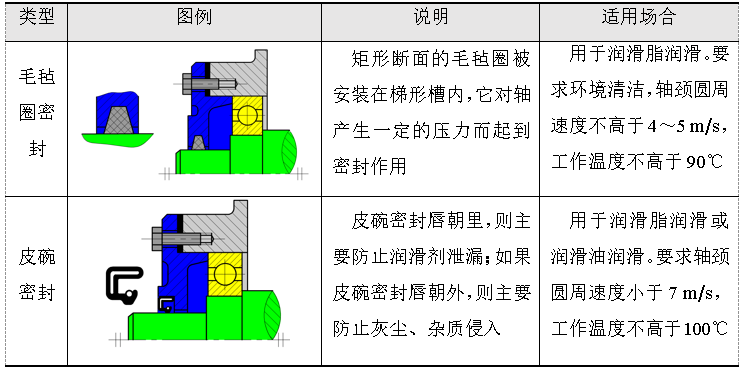 类型 图例 说明 适用场合
毛毡
圈密
封
矩形断面的毛毡圈被
安装在梯形槽内，它对轴
产生一定的压力而起到
密封作用
用于润滑脂润滑。要
求环境清洁，轴颈圆周
速度不高于4～5 m/s，
工作温度不高于90℃
皮碗
密封
皮碗密封唇朝里，则主
要防止润滑剂泄漏；如果
皮碗密封唇朝外，则主要
防止灰尘、杂质侵入
用于润滑脂润滑或
润滑油润滑。要求轴颈
圆周速度小于7 m/s，
工作温度不高于100℃